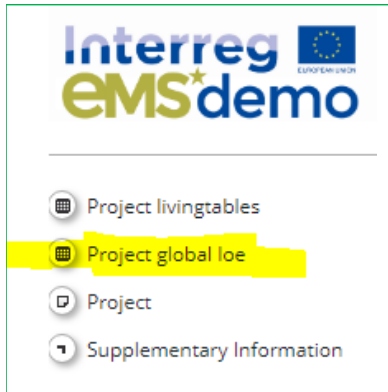 Interreg
EUROPEAN UNION
eMS demo
Project livingtables
Project global loe
Project
Supplementary Information